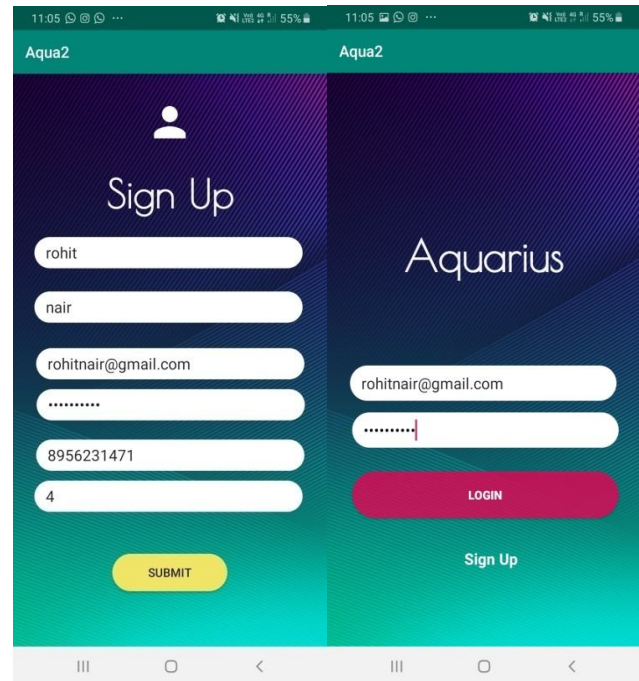 11:05 ... 55%
Aqua2
Sign Up
rohit
nair
rohitnair@gmail.com
••••••••••
8956231471
4
SUBMIT
11:05 ... 55%
Aqua2
Aquarius
rohitnair@gmail.com
••••••••••
LOGIN
Sign Up